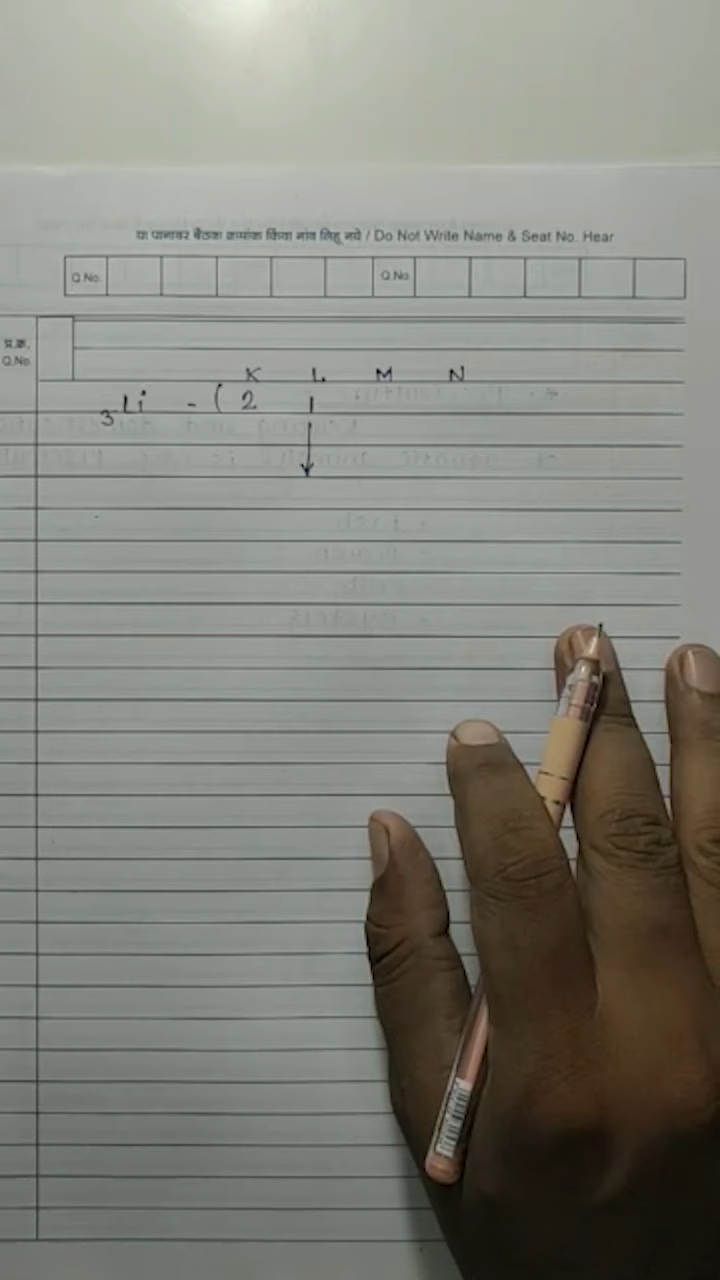 या पानावर बैठक क्रमांक किंवा नांव लिहू नये / Do Not Write Name & Seat No. Hear
Q.No. Q.No.
प्र.क्र.
Q.No.
K L M N
₃Li - ( 2 1